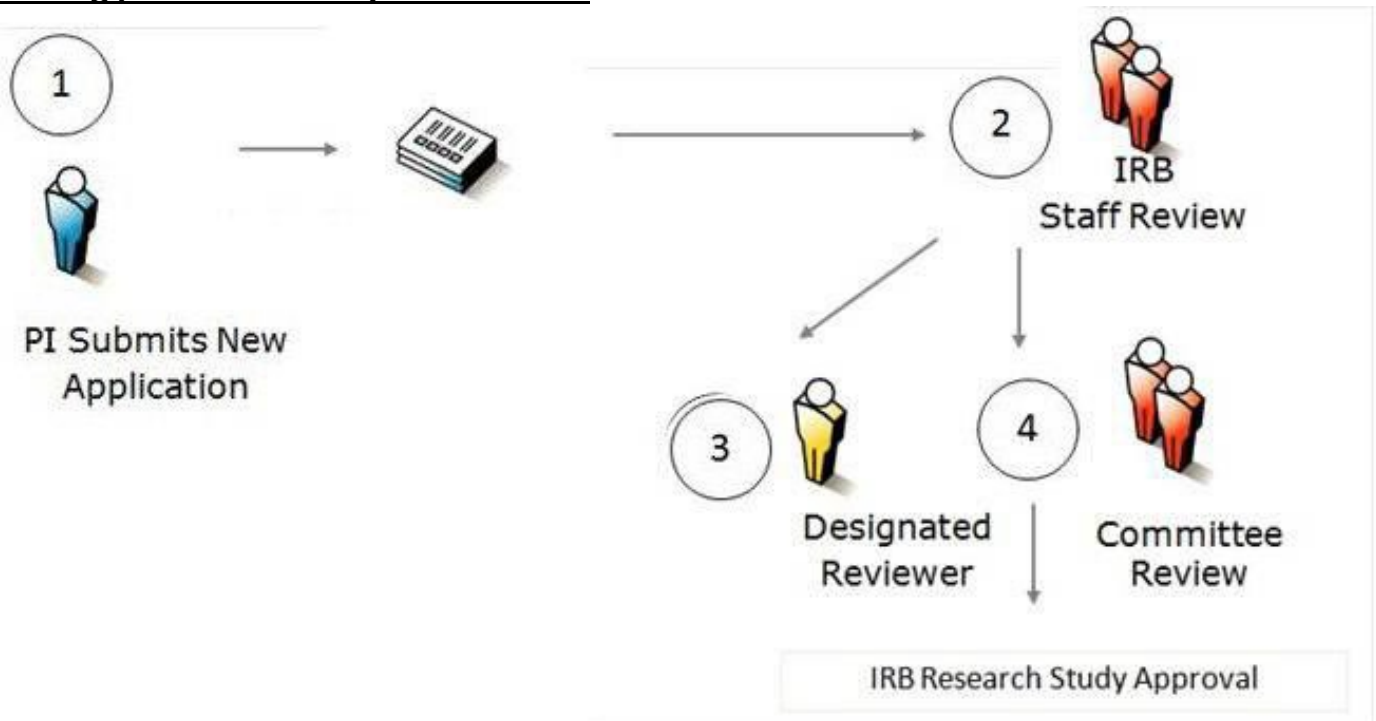 1
PI Submits New
Application
2
IRB
Staff Review
3
Designated
Reviewer
4
Committee
Review
IRB Research Study Approval